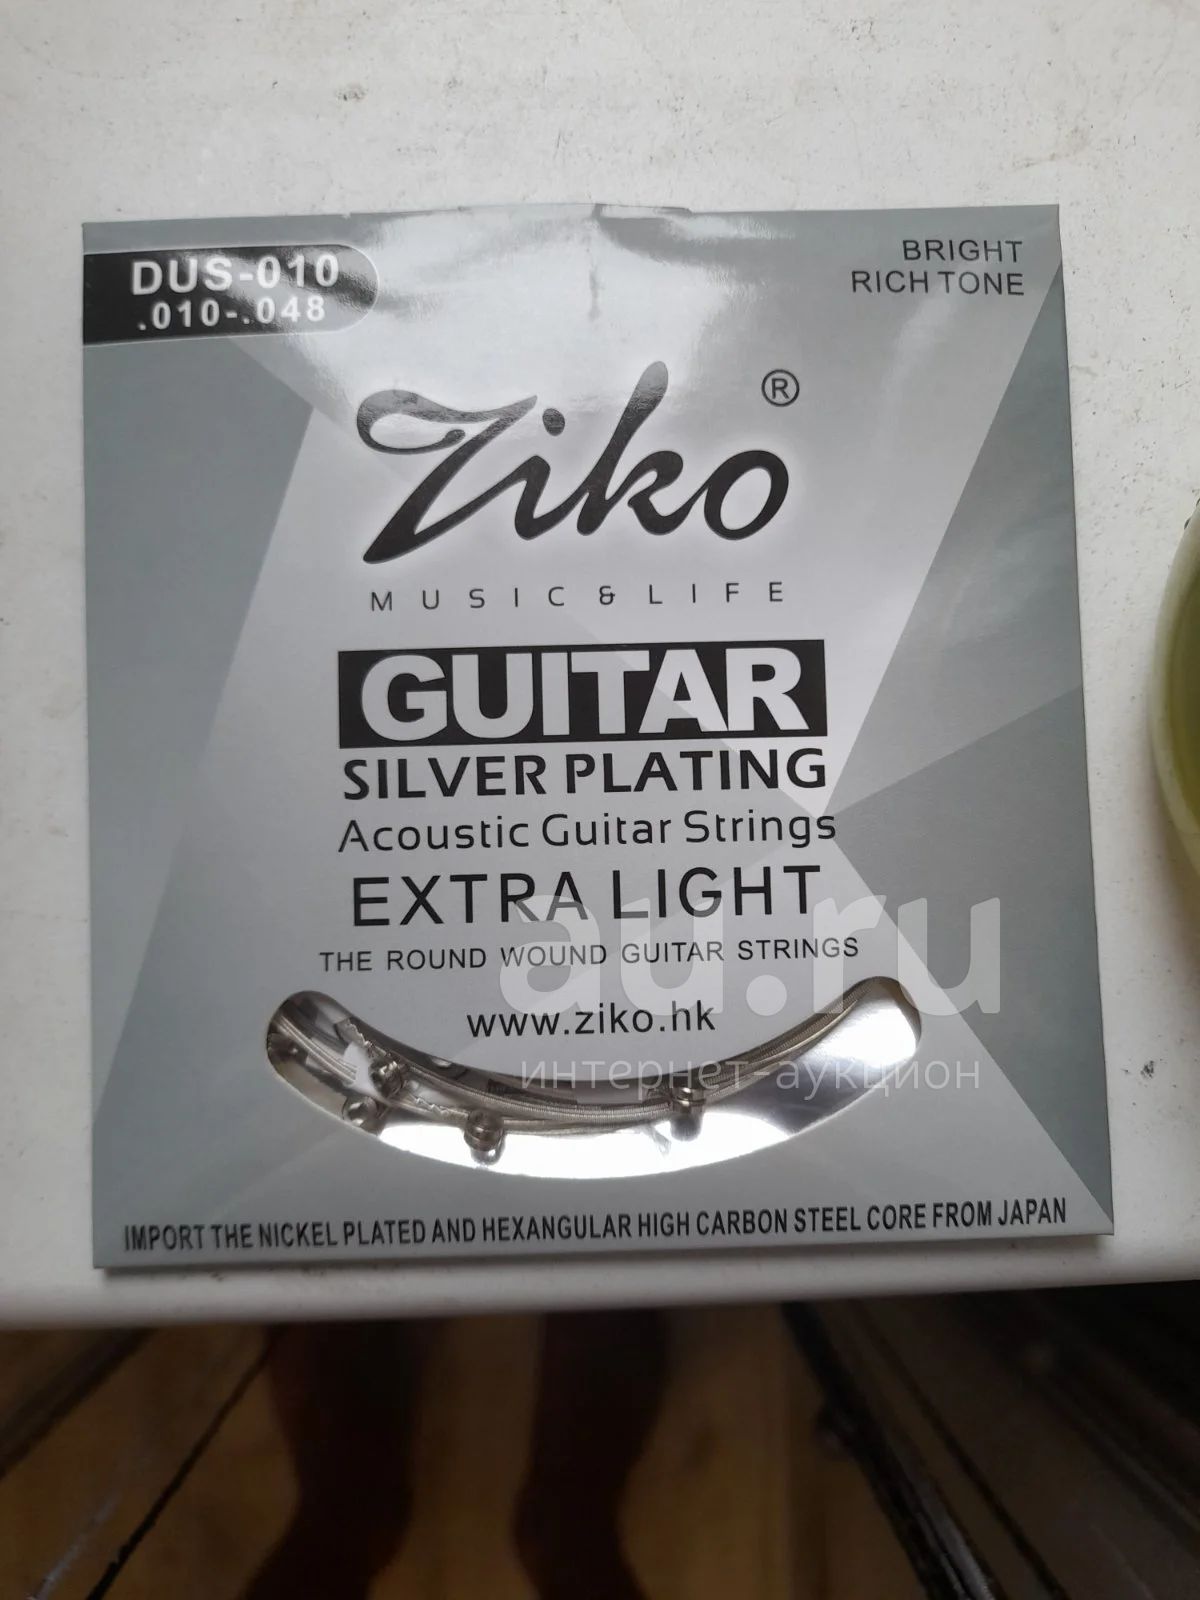 DUS-010
.010-.048
BRIGHT
RICH TONE
Ziko®
MUSIC & LIFE
GUITAR
SILVER PLATING
Acoustic Guitar Strings
EXTRA LIGHT
THE ROUND WOUND GUITAR STRINGS
www.ziko.hk
au.ru
интернет-аукцион
IMPORT THE NICKEL PLATED AND HEXANGULAR HIGH CARBON STEEL CORE FROM JAPAN